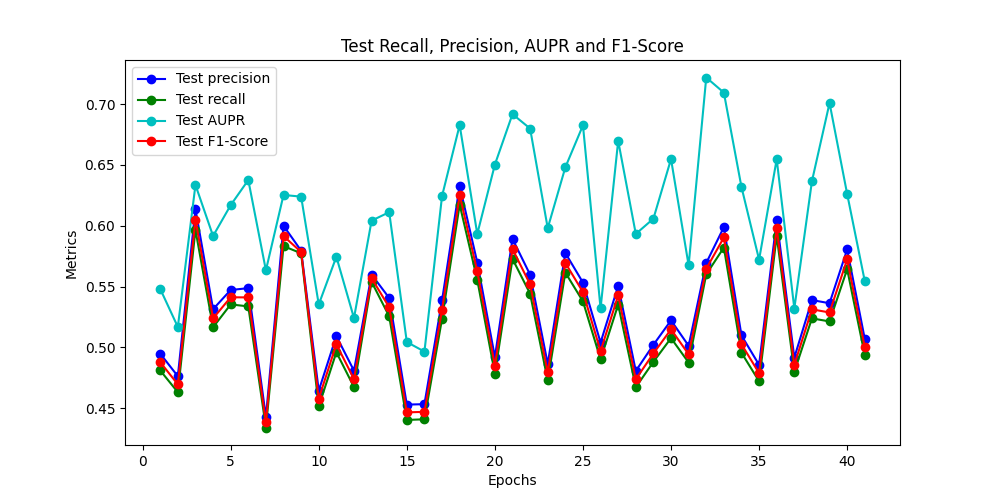 Test Recall, Precision, AUPR and F1-Score
Test precision
Test recall
Test AUPR
Test F1-Score
Metrics
0.70
0.65
0.60
0.55
0.50
0.45
0 5 10 15 20 25 30 35 40
Epochs